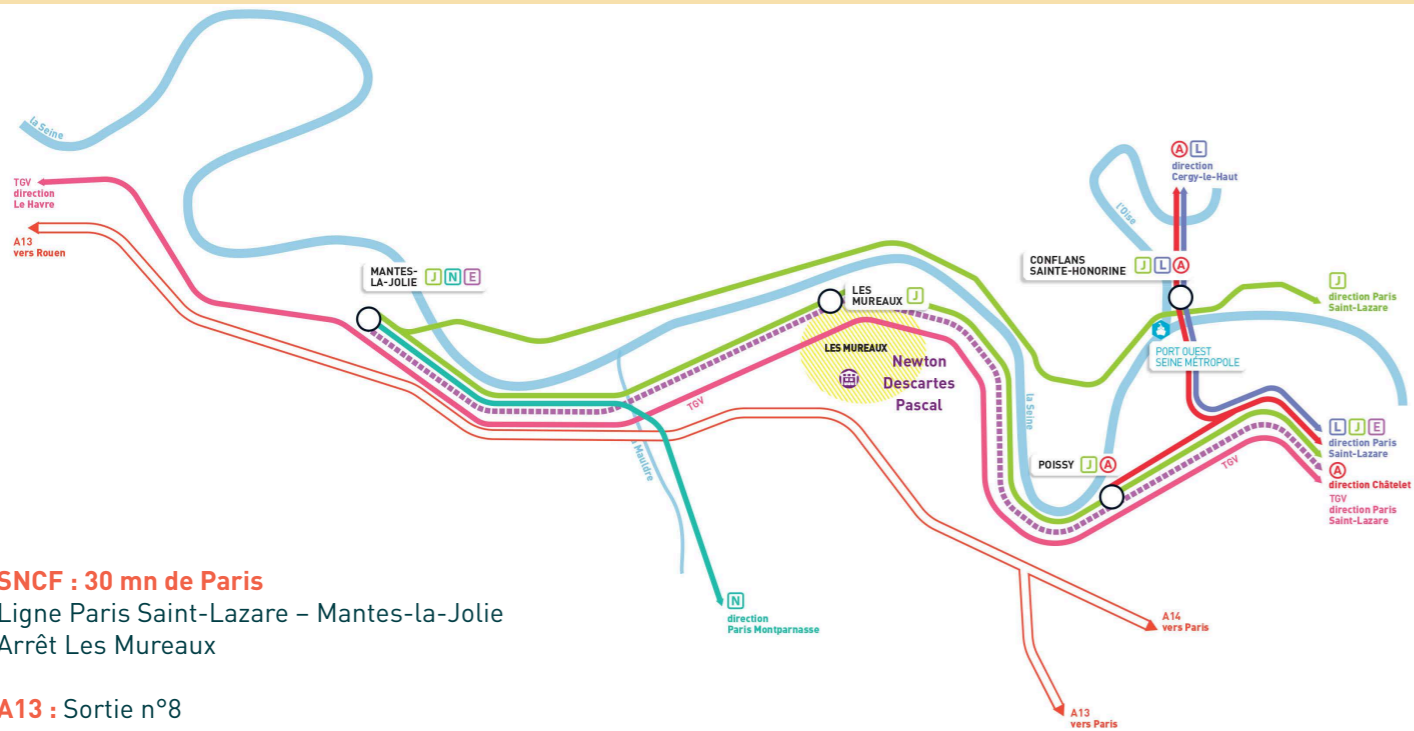 la Seine
TGV
direction
Le Havre
A13
vers Rouen
MANTES-
LA-JOLIE J N E
LES
MUREAUX J
LES MUREAUX
Newton
Descartes
Pascal
TGV
Mauldre
la Seine
A L
direction
Cergy-le-Haut
l'Oise
CONFLANS
SAINTE-HONORINE J L A
J
direction Paris
Saint-Lazare
PORT OUEST
SEINE MÉTROPOLE
POISSY J A
TGV
L J E
direction Paris
Saint-Lazare
A
direction Châtelet
TGV
direction Paris
Saint-Lazare
N
direction
Paris Montparnasse
A14
vers Paris
A13
vers Paris
SNCF : 30 mn de Paris
Ligne Paris Saint-Lazare – Mantes-la-Jolie
Arrêt Les Mureaux
A13 : Sortie n°8